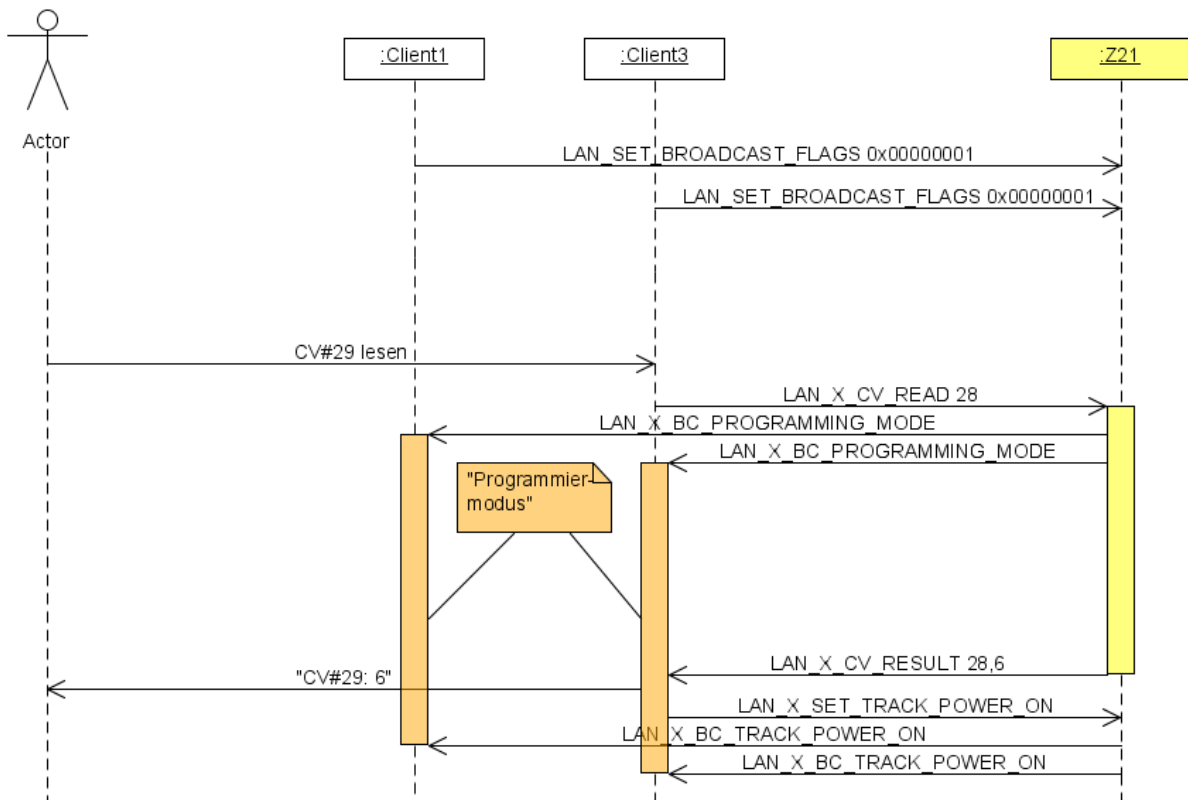 :Client1
:Client3
:Z21
Actor
LAN_SET_BROADCAST_FLAGS 0x00000001
LAN_SET_BROADCAST_FLAGS 0x00000001
CV#29 lesen
LAN_X_CV_READ 28
LAN_X_BC_PROGRAMMING_MODE
LAN_X_BC_PROGRAMMING_MODE
"Programmier-
modus"
LAN_X_CV_RESULT 28,6
"CV#29: 6"
LAN_X_SET_TRACK_POWER_ON
LAN_X_BC_TRACK_POWER_ON
LAN_X_BC_TRACK_POWER_ON